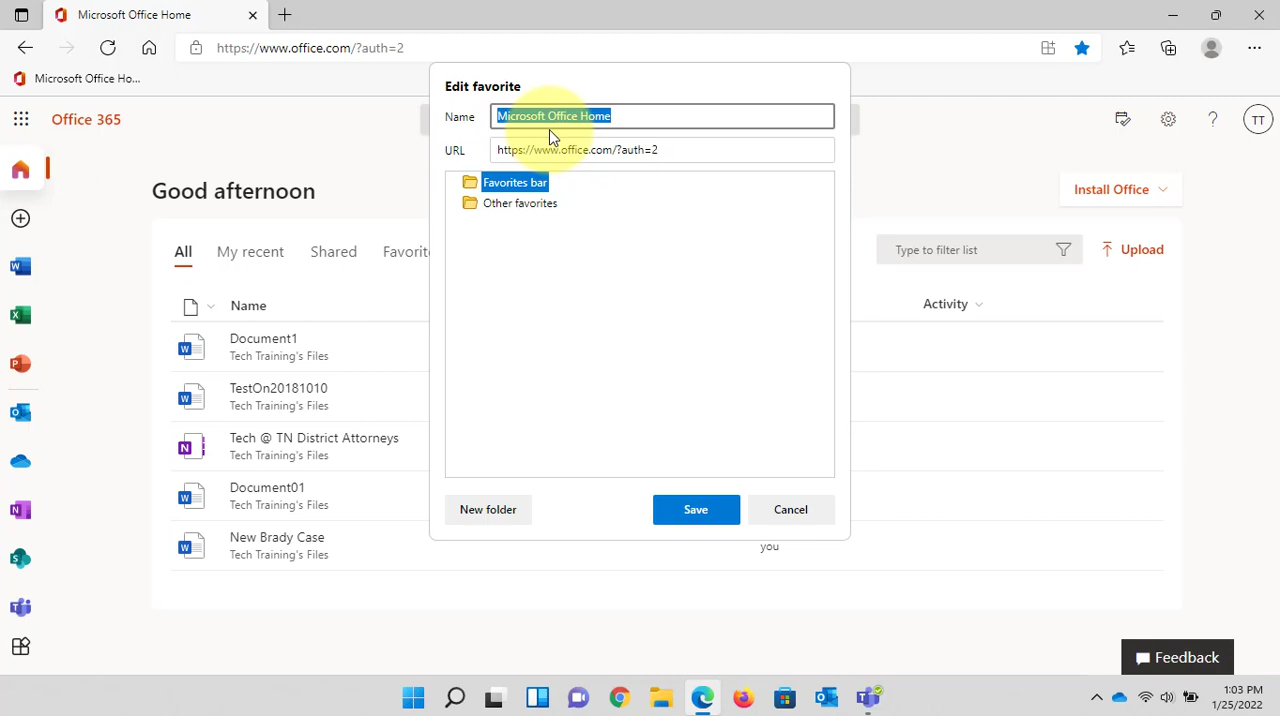 Microsoft Office Home
https://www.office.com/?auth=2
Microsoft Office Ho...
Office 365
Edit favorite
Name Microsoft Office Home
URL https://www.office.com/?auth=2
Favorites bar
Other favorites
New folder Save Cancel
TT
Good afternoon
Install Office
All My recent Shared Favorite
Type to filter list Upload
Name Activity
Document1
Tech Training's Files
TestOn20181010
Tech Training's Files
Tech @ TN District Attorneys
Tech Training's Files
Document01
Tech Training's Files
New Brady Case
Tech Training's Files
you
Feedback
1:03 PM
1/25/2022